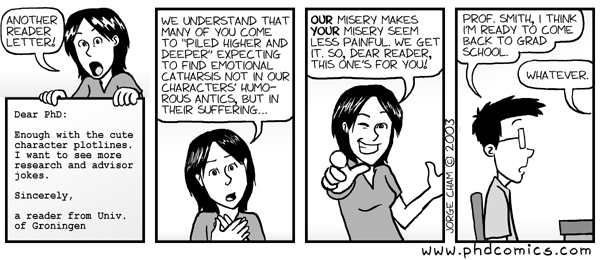 ANOTHER
READER
LETTER!
Dear PhD:
Enough with the cute
character plotlines.
I want to see more
research and advisor
jokes.
Sincerely,
a reader from Univ.
of Groningen
WE UNDERSTAND THAT
MANY OF YOU COME
TO "PILED HIGHER AND
DEEPER" EXPECTING
TO FIND EMOTIONAL
CATHARSIS NOT IN OUR
CHARACTERS' HUMO-
ROUS ANTICS, BUT IN
THEIR SUFFERING...
OUR MISERY MAKES
YOUR MISERY SEEM
LESS PAINFUL. WE GET
IT. SO, DEAR READER,
THIS ONE'S FOR YOU!
JORGE CHAM © 2003
PROF. SMITH, I THINK
I'M READY TO COME
BACK TO GRAD
SCHOOL.
WHATEVER.
www.phdcomics.com